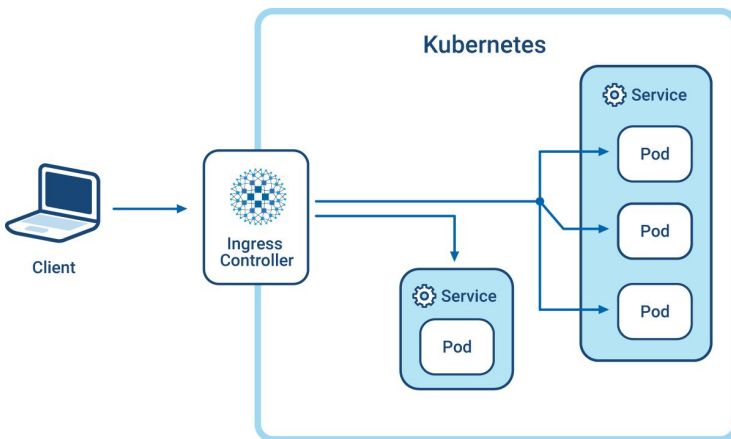 Kubernetes
Service
Pod
Pod
Pod
Ingress
Controller
Client
Service
Pod